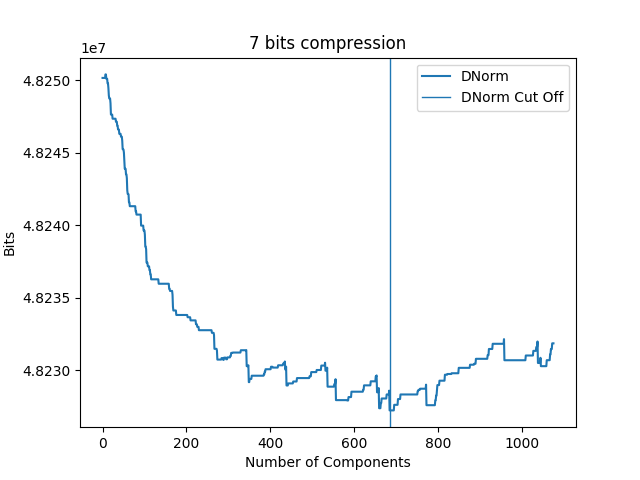 7 bits compression
1e7
DNorm
DNorm Cut Off
4.8250
4.8245
4.8240
4.8235
4.8230
Bits
0 200 400 600 800 1000
Number of Components